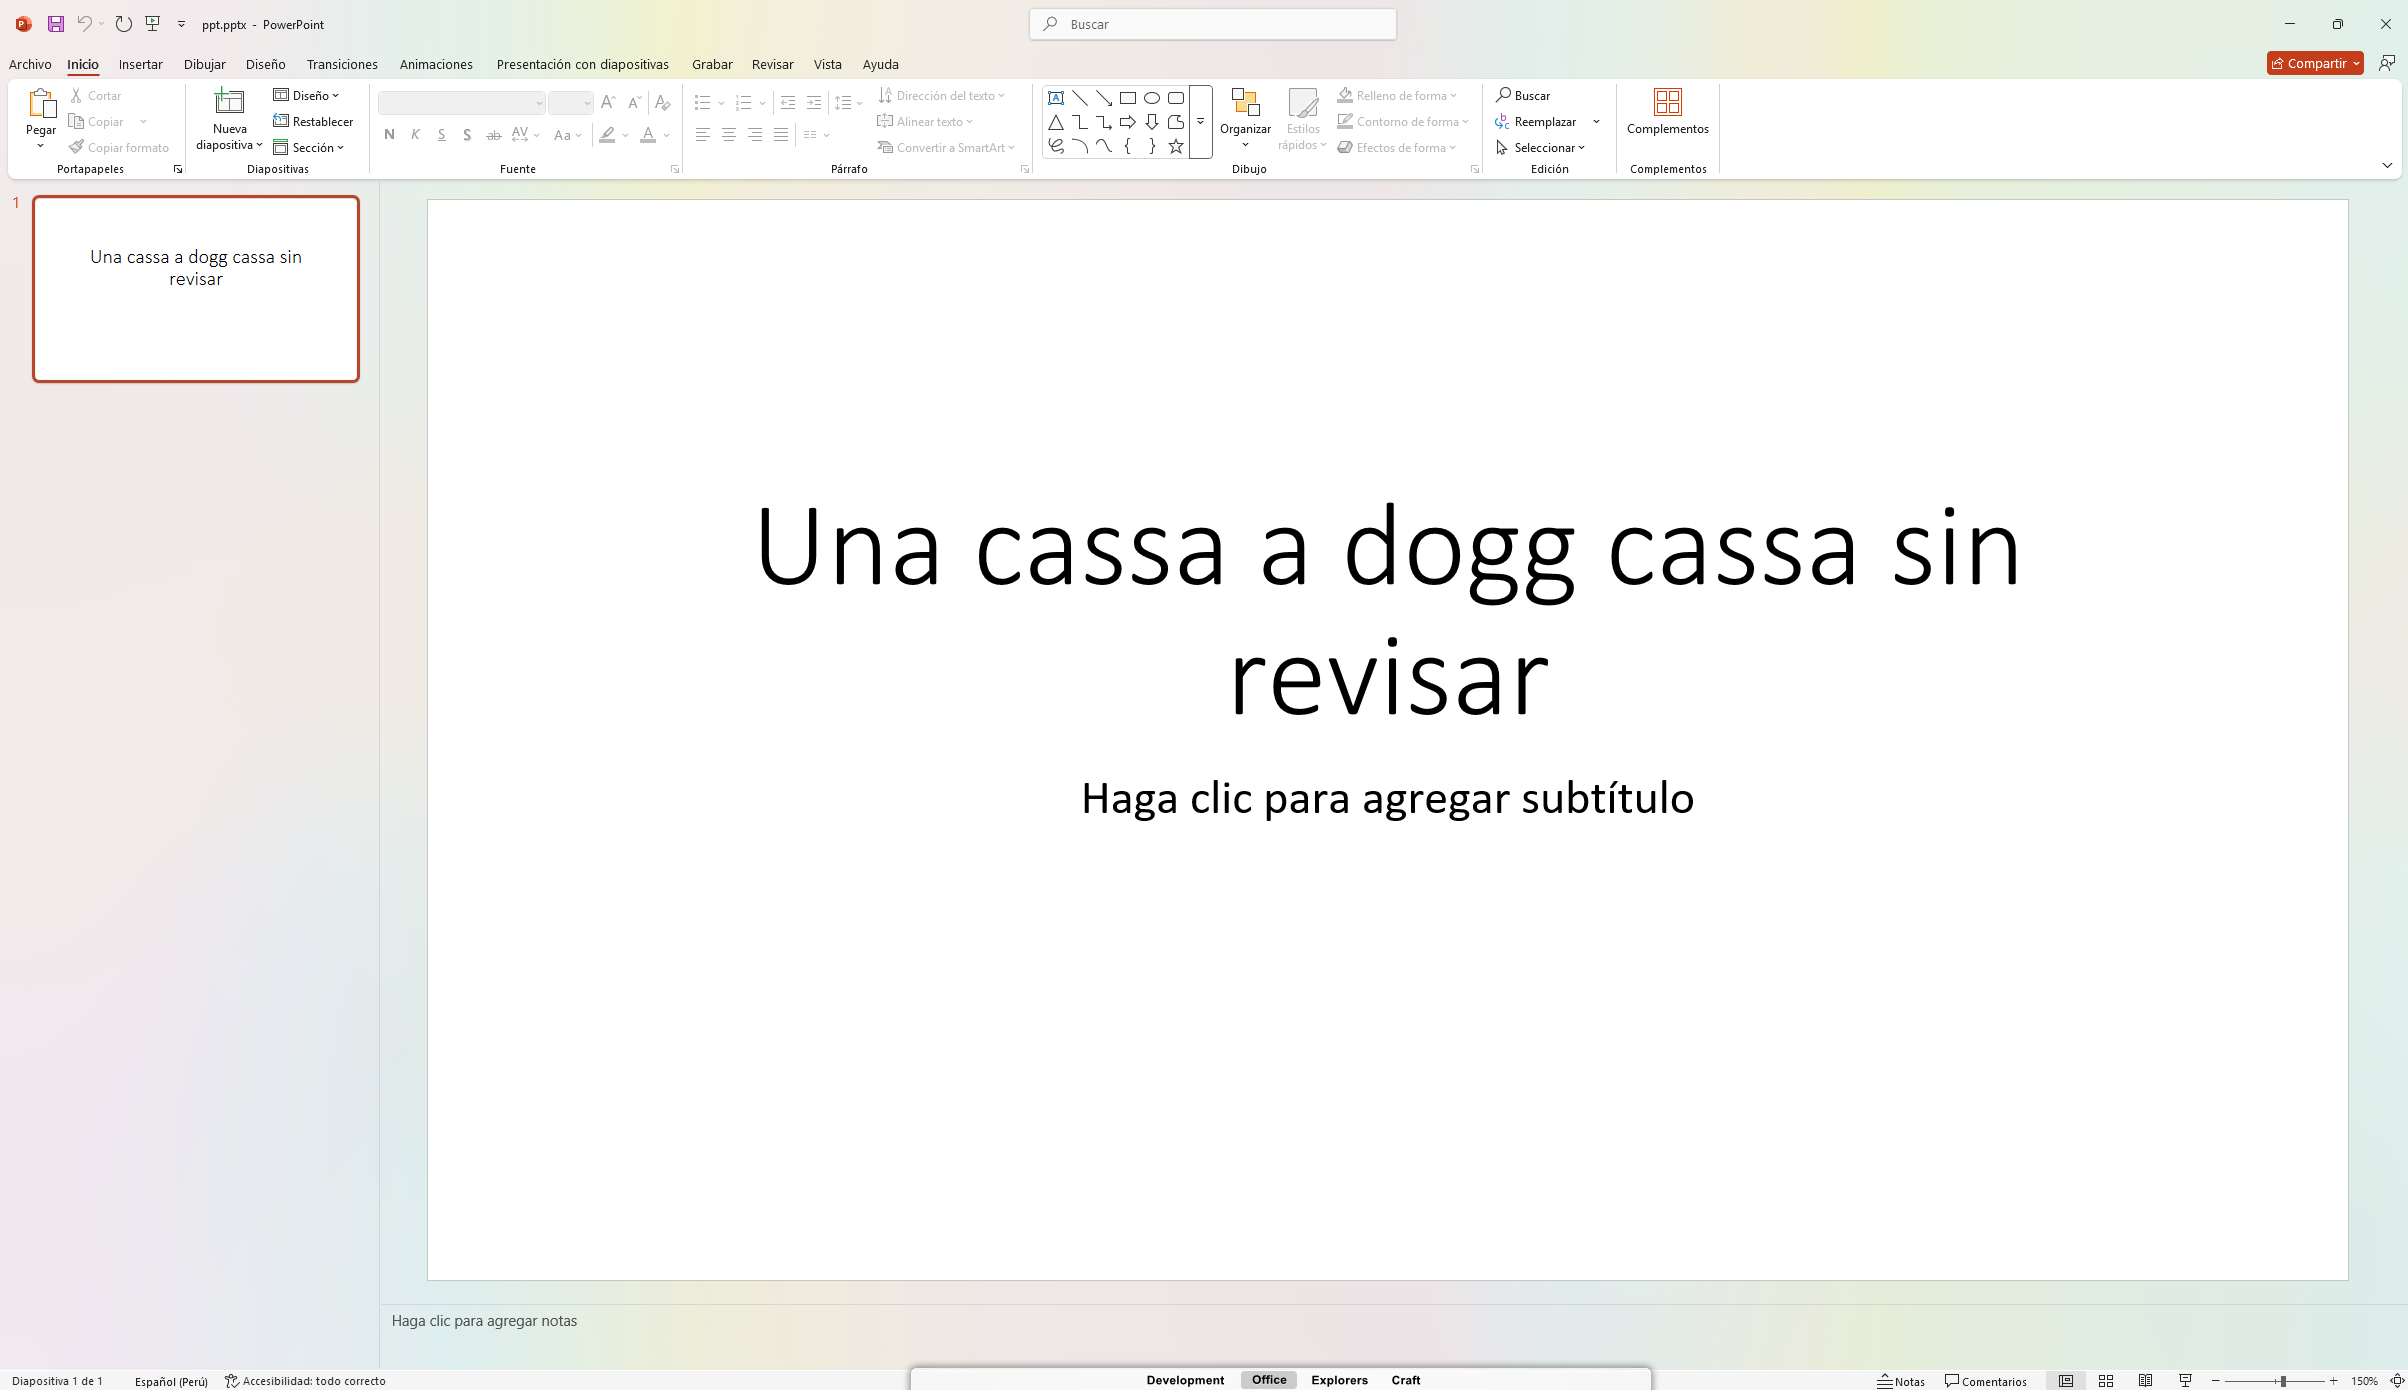 ppt.pptx - PowerPoint
Buscar
Archivo Inicio Insertar Dibujar Diseño Transiciones Animaciones Presentación con diapositivas Grabar Revisar Vista Ayuda
Compartir
Pegar
Cortar
Copiar
Copiar formato
Portapapeles
Nueva diapositiva
Diseño
Restablecer
Sección
Diapositivas
N K S S ab AV Aa A
Fuente
Párrafo
Dirección del texto
Alinear texto
Convertir a SmartArt
Organizar
Estilos rápidos
Relleno de forma
Contorno de forma
Efectos de forma
Dibujo
Buscar
Reemplazar
Seleccionar
Edición
Complementos
Complementos
1
Una cassa a dogg cassa sin
revisar
Una cassa a dogg cassa sin
revisar
Haga clic para agregar subtítulo
Haga clic para agregar notas
Diapositiva 1 de 1 Español (Perú) Accesibilidad: todo correcto
Development Office Explorers Craft
Notas Comentarios 150%